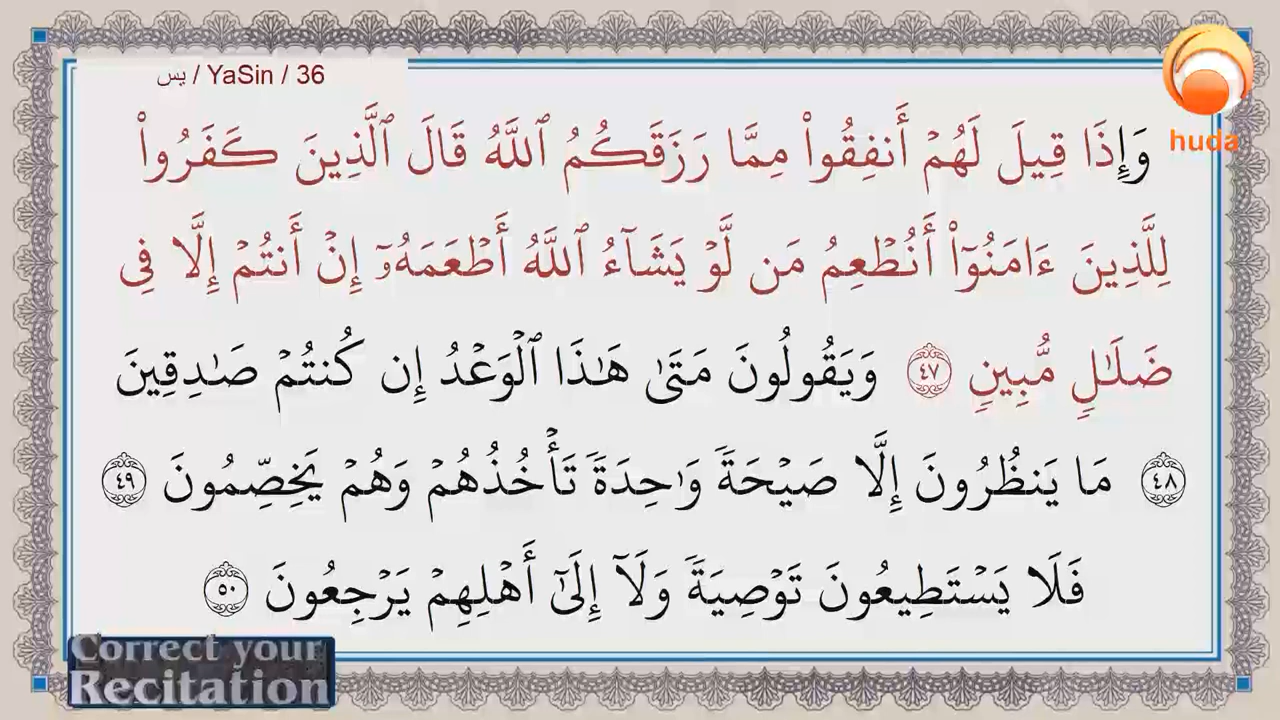 يس / YaSin / 36
huda
وَإِذَا قِيلَ لَهُمْ أَنفِقُوا۟ مِمَّا رَزَقَكُمُ ٱللَّهُ قَالَ ٱلَّذِينَ كَفَرُوا۟
لِلَّذِينَ ءَامَنُوٓا۟ أَنُطْعِمُ مَن لَّوْ يَشَآءُ ٱللَّهُ أَطْعَمَهُۥٓ إِنْ أَنتُمْ إِلَّا فِى
ضَلَـٰلٍ مُّبِينٍ ٤٧ وَيَقُولُونَ مَتَىٰ هَـٰذَا ٱلْوَعْدُ إِن كُنتُمْ صَـٰدِقِينَ
٤٨ مَا يَنظُرُونَ إِلَّا صَيْحَةً وَٰحِدَةً تَأْخُذُهُمْ وَهُمْ يَخِصِّمُونَ ٤٩
فَلَا يَسْتَطِيعُونَ تَوْصِيَةً وَلَآ إِلَىٰٓ أَهْلِهِمْ يَرْجِعُونَ ٥٠
Correct your
Recitation